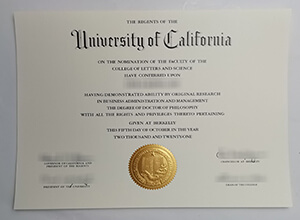 THE REGENTS OF THE
University of California
ON THE NOMINATION OF THE FACULTY OF THE
COLLEGE OF LETTERS AND SCIENCE
HAVE CONFERRED UPON
HAVING DEMONSTRATED ABILITY BY ORIGINAL RESEARCH
IN BUSINESS ADMINISTRATION AND MANAGEMENT
THE DEGREE OF DOCTOR OF PHILOSOPHY
WITH ALL THE RIGHTS AND PRIVILEGES THERETO PERTAINING
GIVEN AT BERKELEY
THIS FIFTH DAY OF OCTOBER IN THE YEAR
TWO THOUSAND AND TWENTYONE